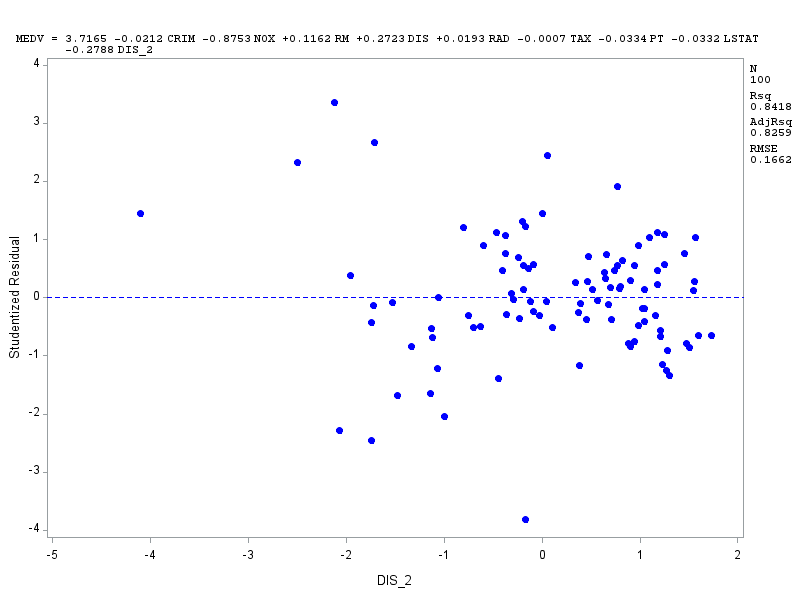 MEDV = 3.7165 -0.0212 CRIM -0.8753 NOX +0.1162 RM +0.2723 DIS +0.0193 RAD -0.0007 TAX -0.0334 PT -0.0332 LSTAT
-0.2788 DIS_2
N
100
Rsq
0.8418
AdjRsq
0.8259
RMSE
0.1662
Studentized Residual
4
3
2
1
0
-1
-2
-3
-4
-5 -4 -3 -2 -1 0 1 2
DIS_2